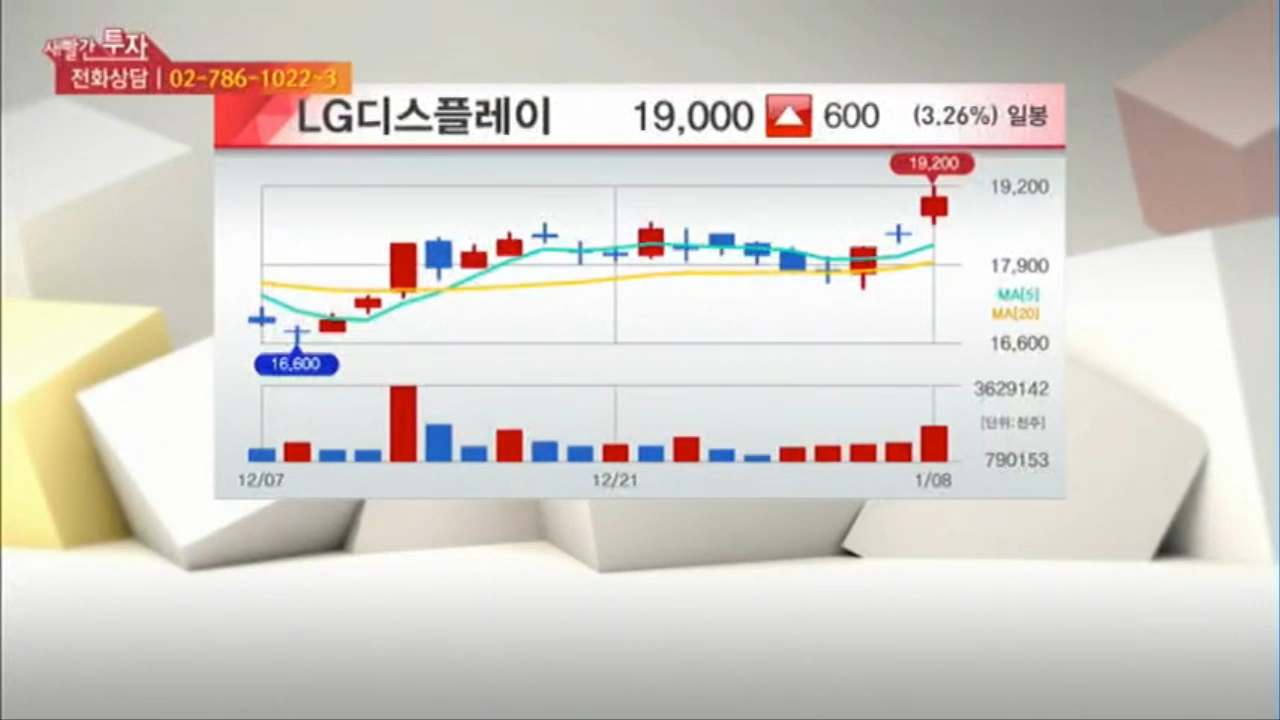 새빨간 투자
전화상담 | 02-786-1022~3
LG디스플레이 19,000 600 (3.26%) 일봉
19,200
19,200
17,900
MA[5]
MA[20]
16,600
16,600
3629142
[단위:천주]
790153
12/07 12/21 1/08